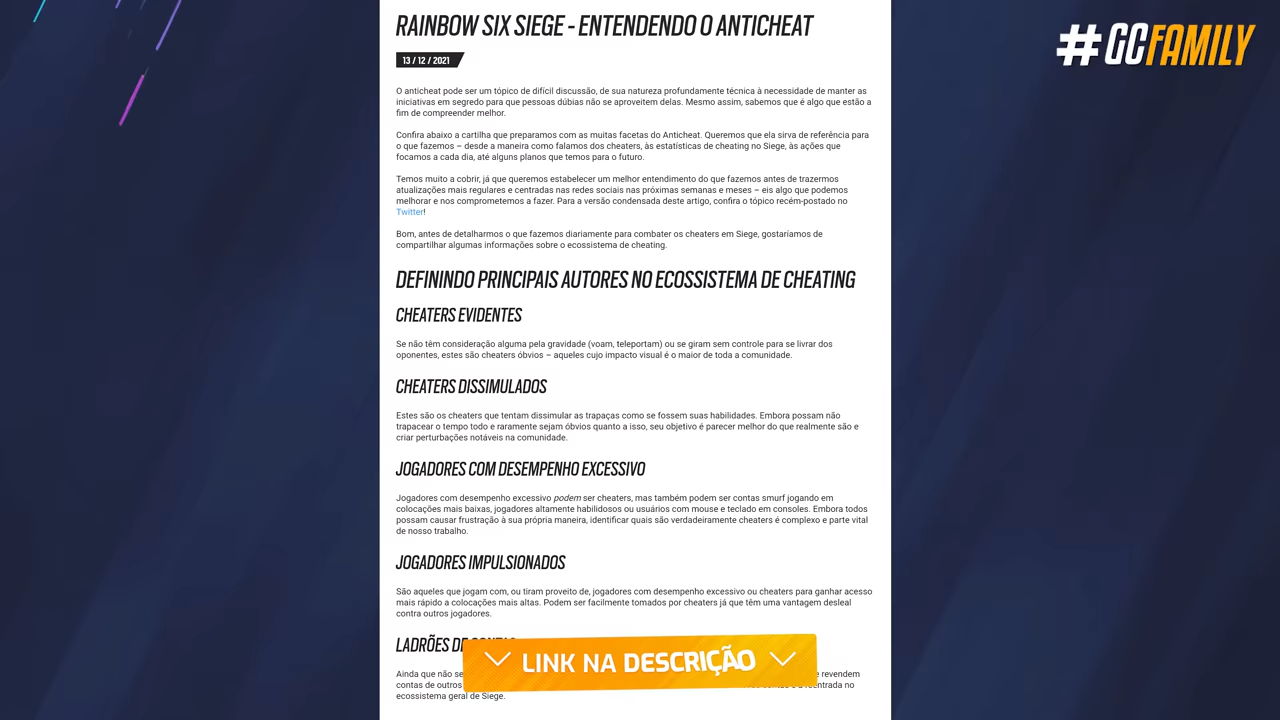 RAINBOW SIX SIEGE - ENTENDENDO O ANTICHEAT
#GCFAMILY
13 / 12 / 2021
O anticheat pode ser um tópico de difícil discussão, de sua natureza profundamente técnica à necessidade de manter as
iniciativas em segredo para que pessoas dúbias não se aproveitem delas. Mesmo assim, sabemos que é algo que estão a
fim de compreender melhor.
Confira abaixo a cartilha que preparamos com as muitas facetas do Anticheat. Queremos que ela sirva de referência para
o que fazemos – desde a maneira como falamos dos cheaters, às estatísticas de cheating no Siege, às ações que
focamos a cada dia, até alguns planos que temos para o futuro.
Temos muito a cobrir, já que queremos estabelecer um melhor entendimento do que fazemos antes de trazermos
atualizações mais regulares e centradas nas redes sociais nas próximas semanas e meses – eis algo que podemos
melhorar e nos comprometemos a fazer. Para a versão condensada deste artigo, confira o tópico recém-postado no
Twitter!
Bom, antes de detalharmos o que fazemos diariamente para combater os cheaters em Siege, gostaríamos de
compartilhar algumas informações sobre o ecossistema de cheating.
DEFININDO PRINCIPAIS AUTORES NO ECOSSISTEMA DE CHEATING
CHEATERS EVIDENTES
Se não têm consideração alguma pela gravidade (voam, teleportam) ou se giram sem controle para se livrar dos
oponentes, estes são cheaters óbvios – aqueles cujo impacto visual é o maior de toda a comunidade.
CHEATERS DISSIMULADOS
Estes são os cheaters que tentam dissimular as trapaças como se fossem suas habilidades. Embora possam não
trapacear o tempo todo e raramente sejam óbvios quanto a isso, seu objetivo é parecer melhor do que realmente são e
criar perturbações notáveis na comunidade.
JOGADORES COM DESEMPENHO EXCESSIVO
Jogadores com desempenho excessivo podem ser cheaters, mas também podem ser contas smurf jogando em
colocações mais baixas, jogadores altamente habilidosos ou usuários com mouse e teclado em consoles. Embora todos
possam causar frustração à sua própria maneira, identificar quais são verdadeiramente cheaters é complexo e parte vital
de nosso trabalho.
JOGADORES IMPULSIONADOS
São aqueles que jogam com, ou tiram proveito de, jogadores com desempenho excessivo ou cheaters para ganhar acesso
mais rápido a colocações mais altas. Podem ser facilmente tomados por cheaters já que têm uma vantagem desleal
contra outros jogadores.
LADRÕES
LINK NA DESCRIÇÃO
Ainda que não revendem
contas de outros no
ecossistema geral de Siege.